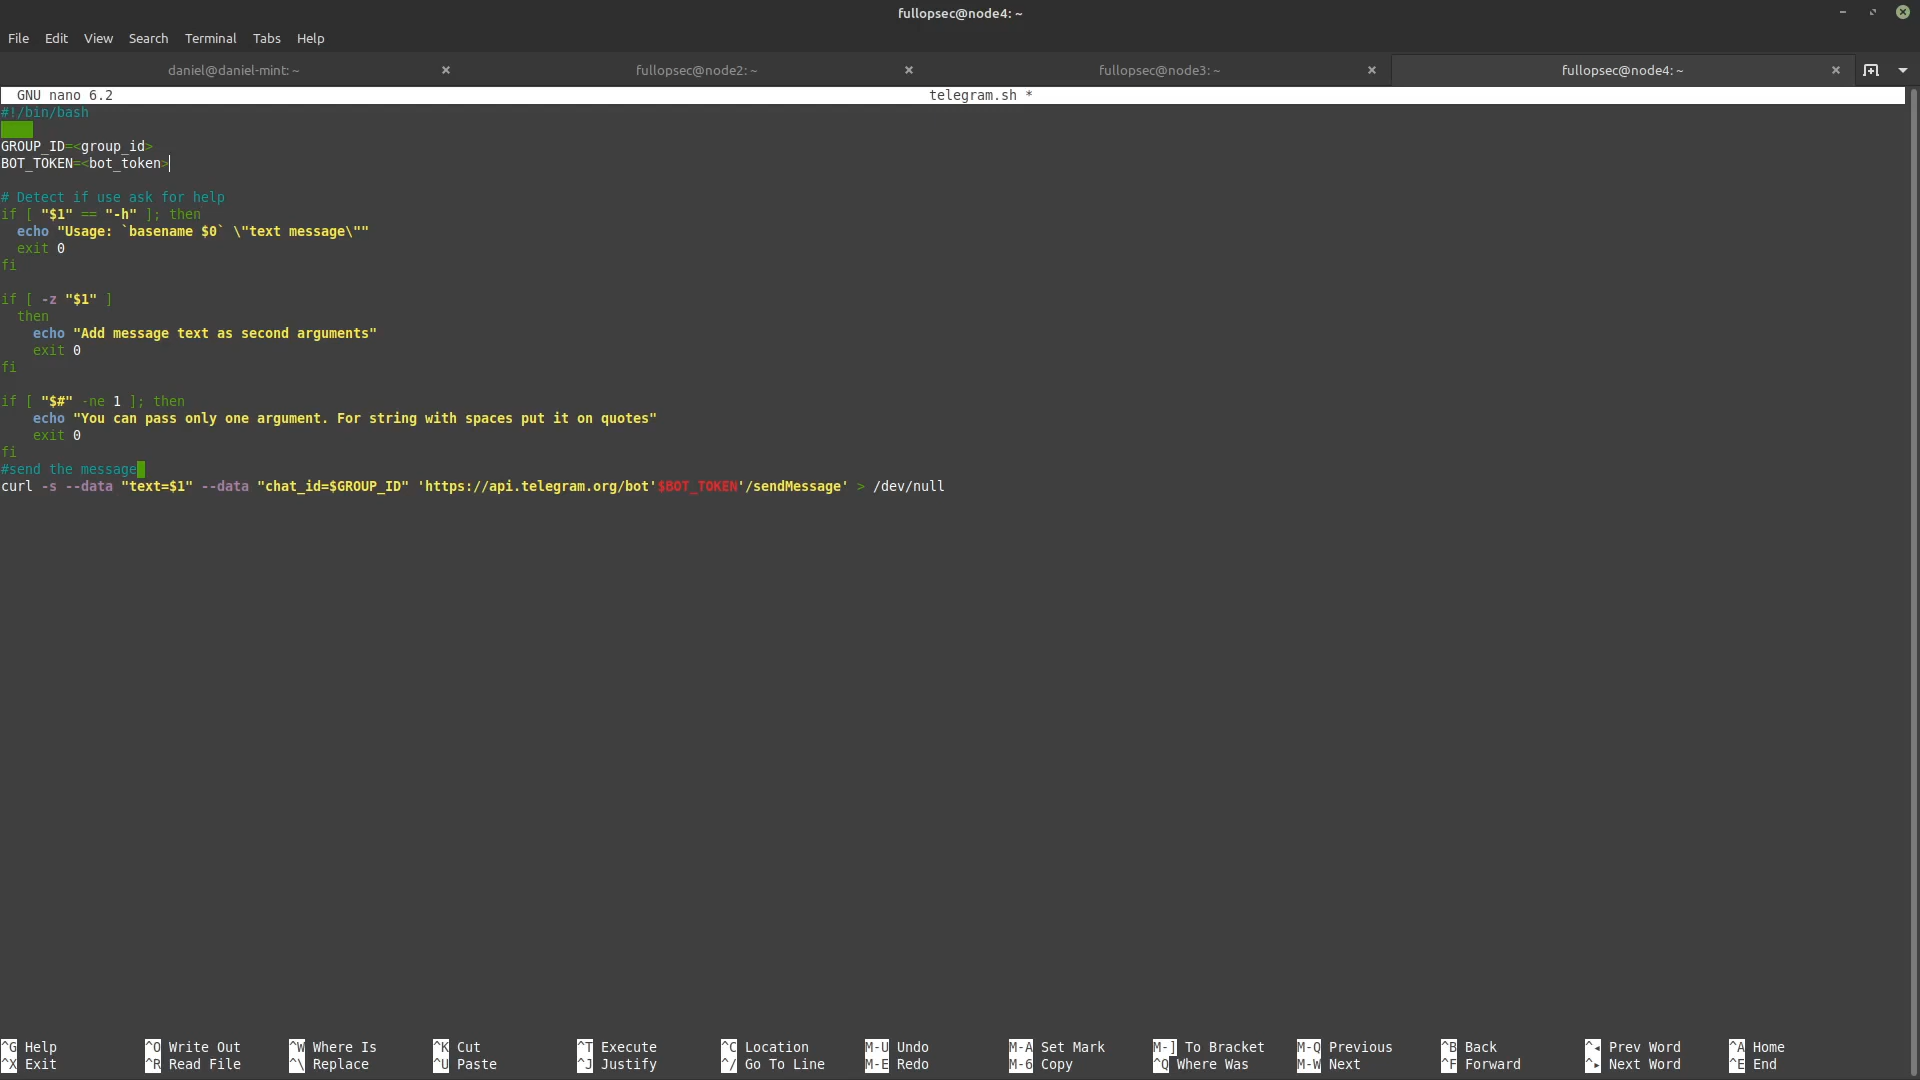 fullopsec@node4: ~
File Edit View Search Terminal Tabs Help
daniel@daniel-mint: ~ fullopsec@node2: ~ fullopsec@node3: ~ fullopsec@node4: ~
GNU nano 6.2 telegram.sh *
#!/bin/bash
GROUP_ID=<group_id>
BOT_TOKEN=<bot_token>
# Detect if use ask for help
if [ "$1" == "-h" ]; then
  echo "Usage: `basename $0` \"text message\""
  exit 0
fi
if [ -z "$1" ]
  then
    echo "Add message text as second arguments"
    exit 0
fi
if [ "$#" -ne 1 ]; then
    echo "You can pass only one argument. For string with spaces put it on quotes"
    exit 0
fi
#send the message
curl -s --data "text=$1" --data "chat_id=$GROUP_ID" 'https://api.telegram.org/bot'$BOT_TOKEN'/sendMessage' > /dev/null
^G Help ^O Write Out ^W Where Is ^K Cut ^T Execute ^C Location M-U Undo M-A Set Mark M-] To Bracket M-Q Previous ^B Back ^◂ Prev Word ^A Home
^X Exit ^R Read File ^\ Replace ^U Paste ^J Justify ^/ Go To Line M-E Redo M-6 Copy ^Q Where Was M-W Next ^F Forward ^▸ Next Word ^E End